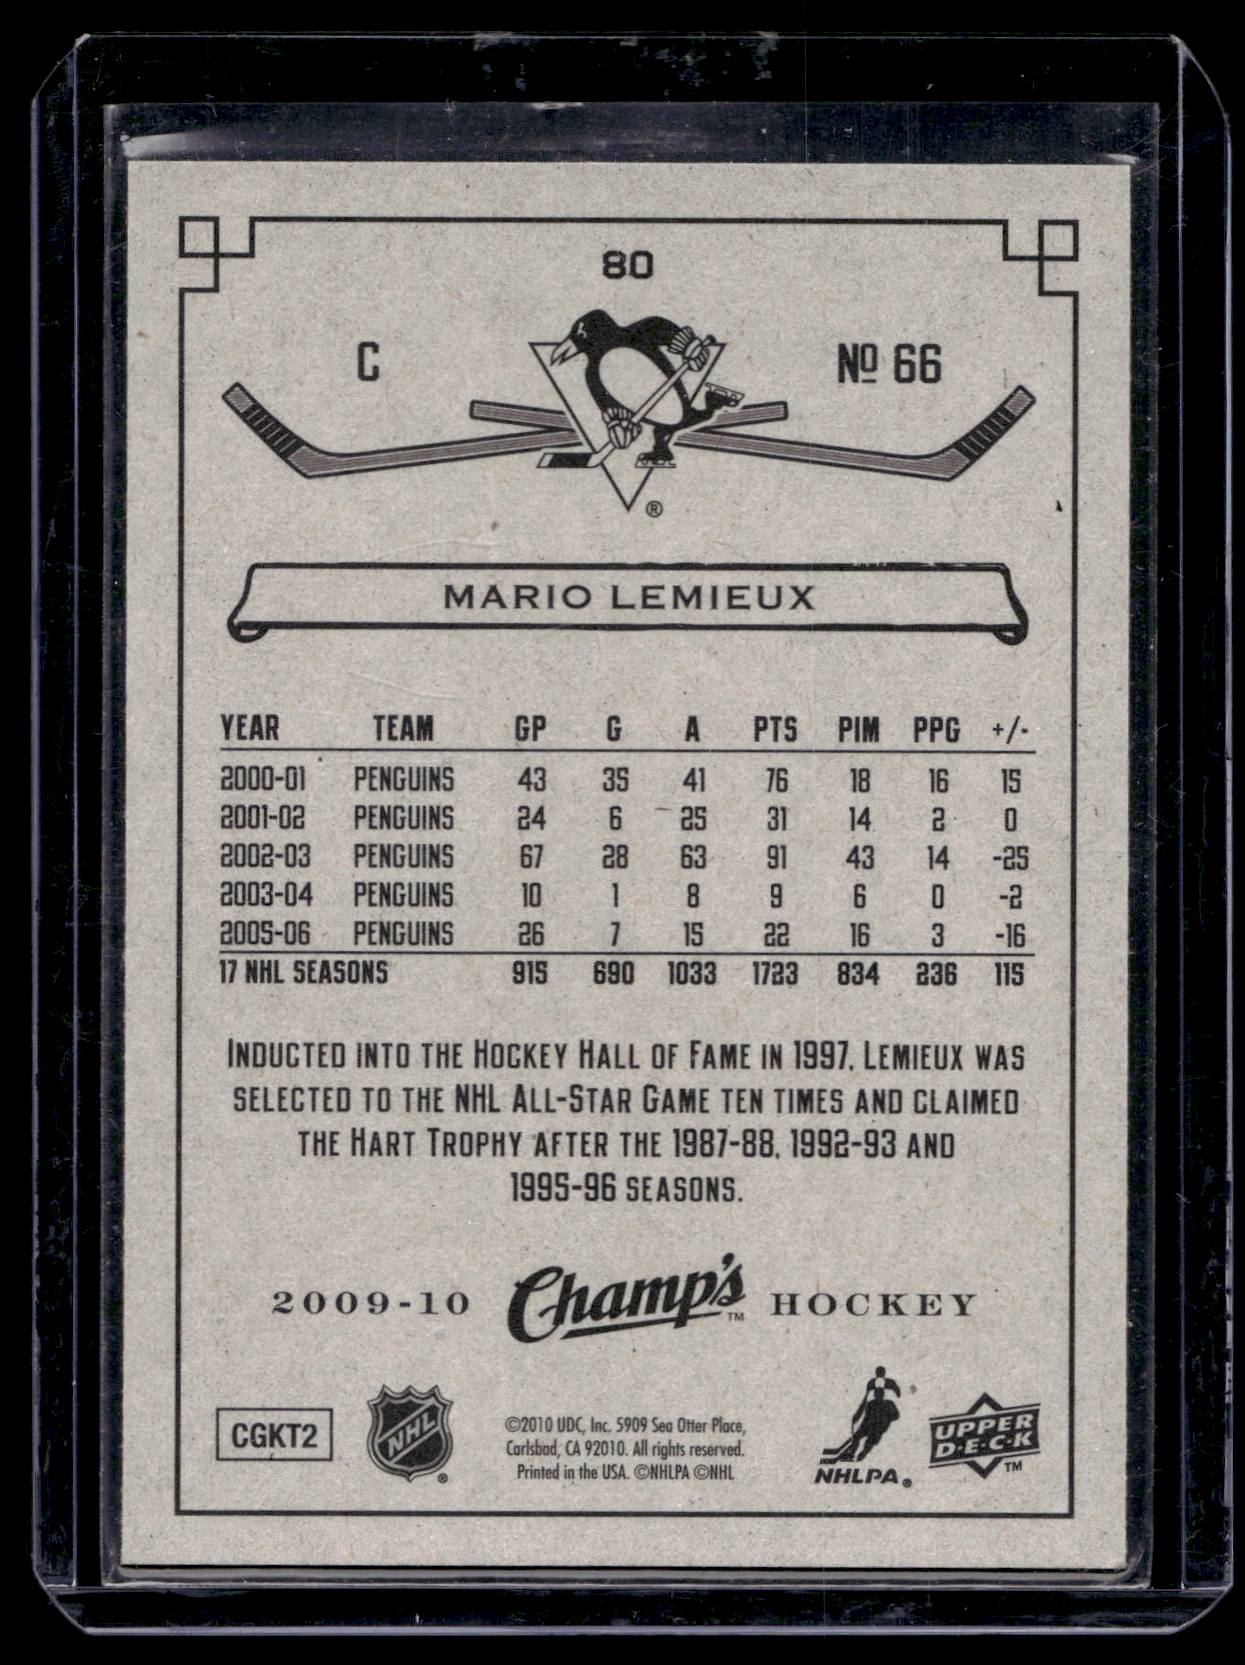 80
C
№ 66
®
MARIO LEMIEUX
YEAR TEAM GP G A PTS PIM PPG +/-
2000-01 PENGUINS 43 35 41 76 18 16 15
2001-02 PENGUINS 24 6 25 31 14 2 0
2002-03 PENGUINS 67 28 63 91 43 14 -25
2003-04 PENGUINS 10 1 8 9 6 0 -2
2005-06 PENGUINS 26 7 15 22 16 3 -16
17 NHL SEASONS 915 690 1033 1723 834 236 115
INDUCTED INTO THE HOCKEY HALL OF FAME IN 1997, LEMIEUX WAS
SELECTED TO THE NHL ALL-STAR GAME TEN TIMES AND CLAIMED
THE HART TROPHY AFTER THE 1987-88, 1992-93 AND
1995-96 SEASONS.
2009-10 Champ's™ HOCKEY
CGKT2
NHL®
©2010 UDC, Inc. 5909 Sea Otter Place,
Carlsbad, CA 92010. All rights reserved.
Printed in the USA. ©NHLPA ©NHL
NHLPA®
UPPER
DECK™